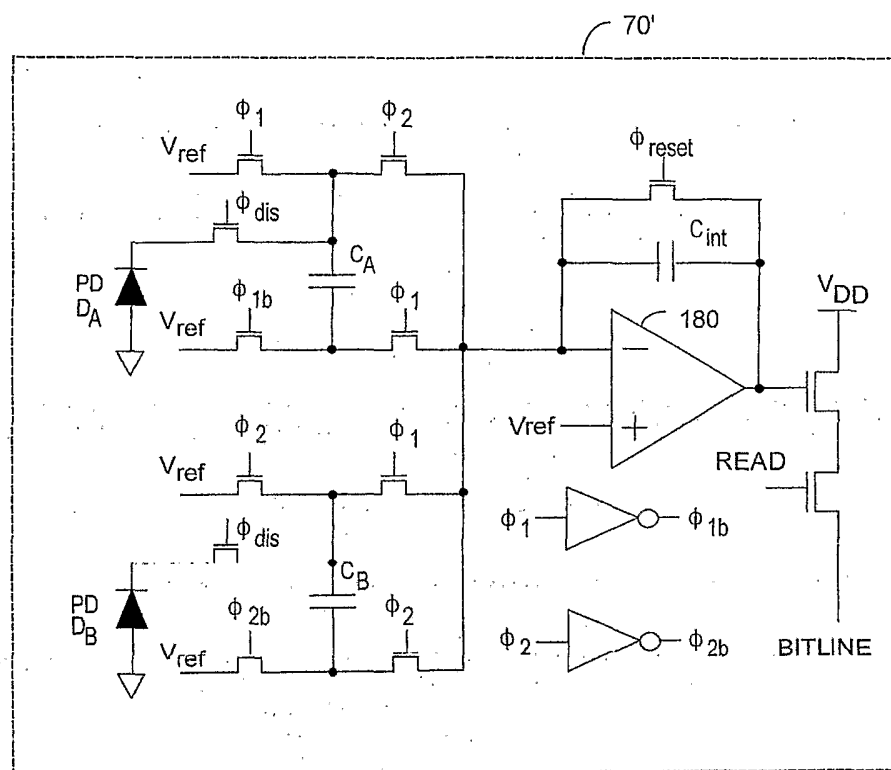 70'
ϕ1 ϕ2
Vref
ϕreset
ϕdis
Cint
PD
DA
CA
ϕ1b ϕ1
VDD
Vref
180
−
Vref
+
ϕ2 ϕ1
Vref
READ
ϕ1 ϕ1b
ϕdis
CB
PD
DB
ϕ2b ϕ2
ϕ2 ϕ2b
Vref
BITLINE